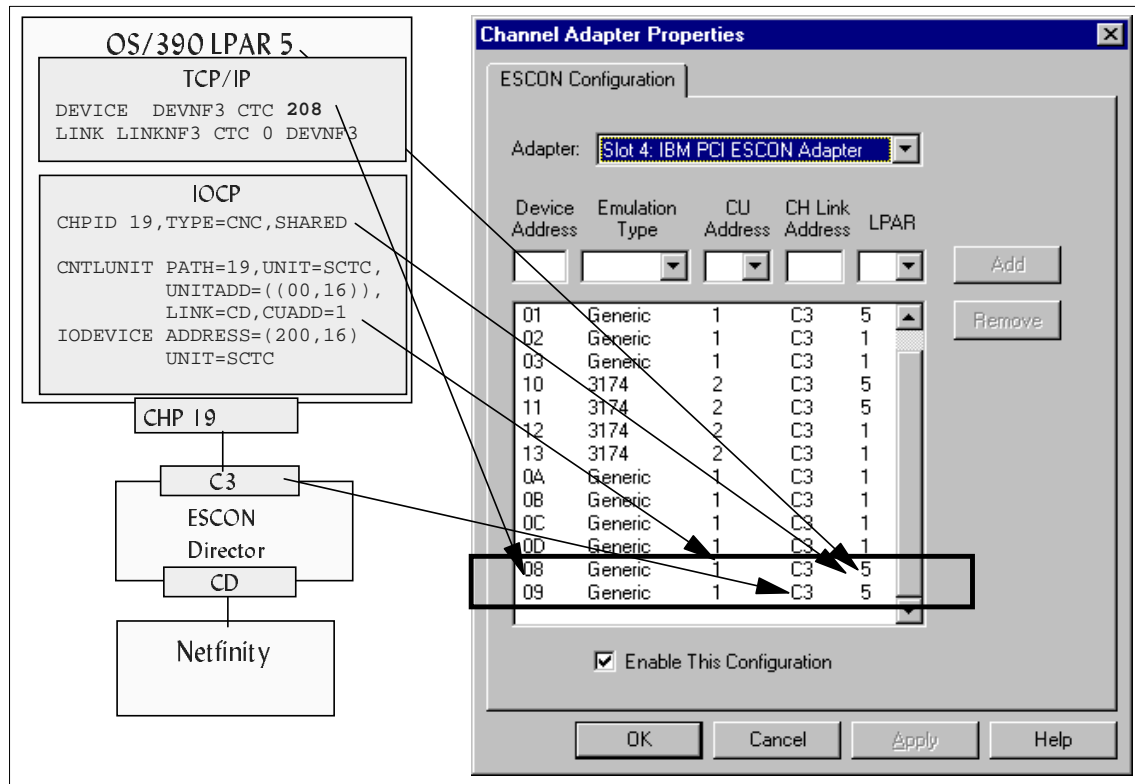 OS/390 LPAR 5
TCP/IP
DEVICE DEVNF3 CTC 208
LINK LINKNF3 CTC 0 DEVNF3
IOCP
CHPID 19,TYPE=CNC,SHARED
CNTLUNIT PATH=19,UNIT=SCTC,
UNITADD=((00,16)),
LINK=CD,CUADD=1
IODEVICE ADDRESS=(200,16)
UNIT=SCTC
CHP 19
C3
ESCON
Director
CD
Netfinity
Channel Adapter Properties
ESCON Configuration
Adapter: Slot 4: IBM PCI ESCON Adapter
Device Address Emulation Type CU Address CH Link Address LPAR
Add
Remove
01 Generic 1 C3 5
02 Generic 1 C3 1
03 Generic 1 C3 1
10 3174 2 C3 5
11 3174 2 C3 5
12 3174 2 C3 1
13 3174 2 C3 1
0A Generic 1 C3 1
0B Generic 1 C3 1
0C Generic 1 C3 1
0D Generic 1 C3 1
08 Generic 1 C3 5
09 Generic 1 C3 5
Enable This Configuration
OK Cancel Apply Help